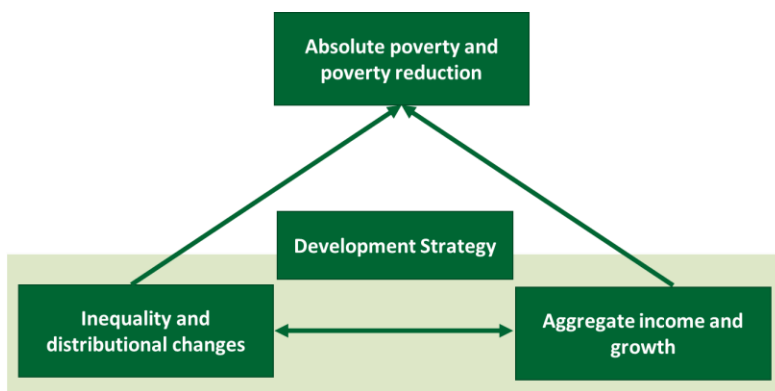 Absolute poverty and
poverty reduction
Development Strategy
Inequality and
distributional changes
Aggregate income and
growth